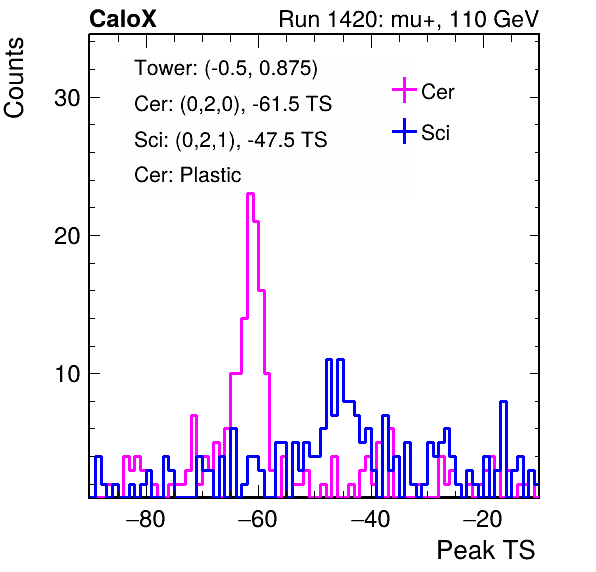 CaloX Run 1420: mu+, 110 GeV
Counts
Tower: (-0.5, 0.875)
Cer: (0,2,0), -61.5 TS
Sci: (0,2,1), -47.5 TS
Cer: Plastic
Cer
Sci
30
20
10
−80 −60 −40 −20
Peak TS